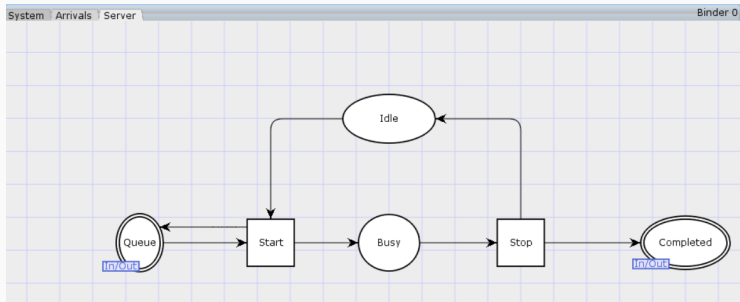 System Arrivals Server Binder 0
Idle
Queue Start Busy Stop Completed
In/Out In/Out